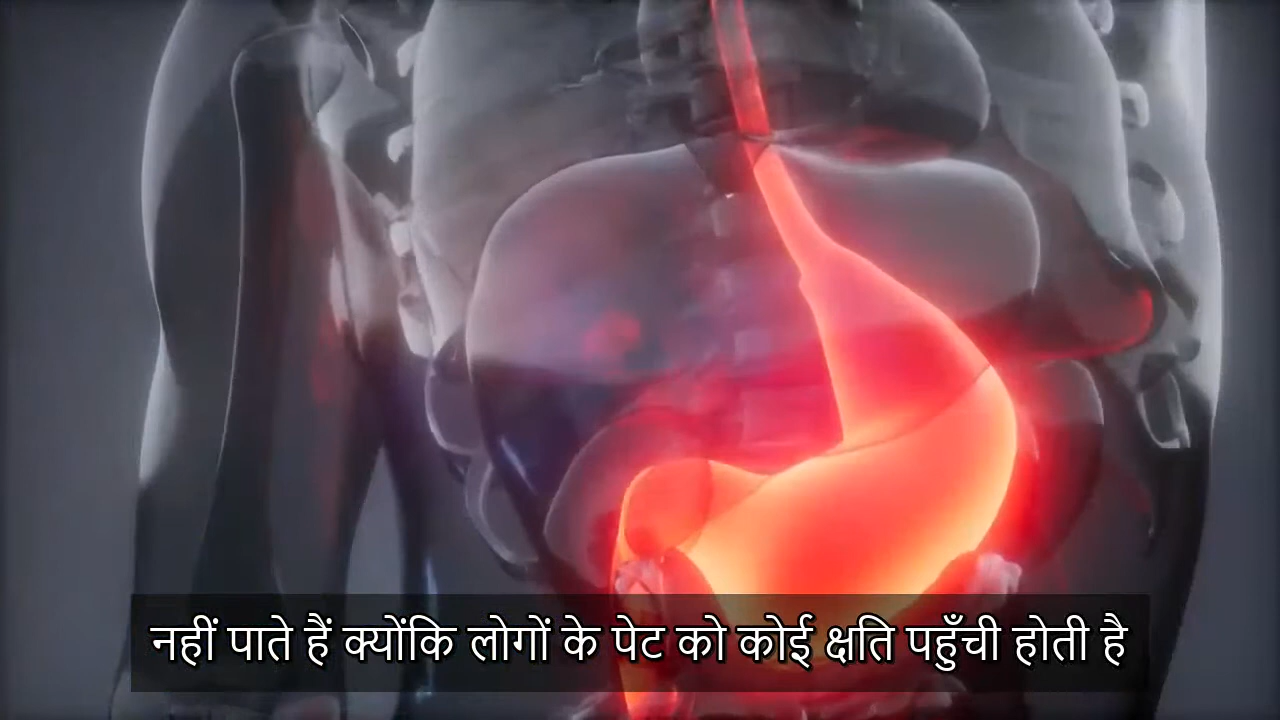 नहीं पाते हैं क्योंकि लोगों के पेट को कोई क्षति पहुँची होती है